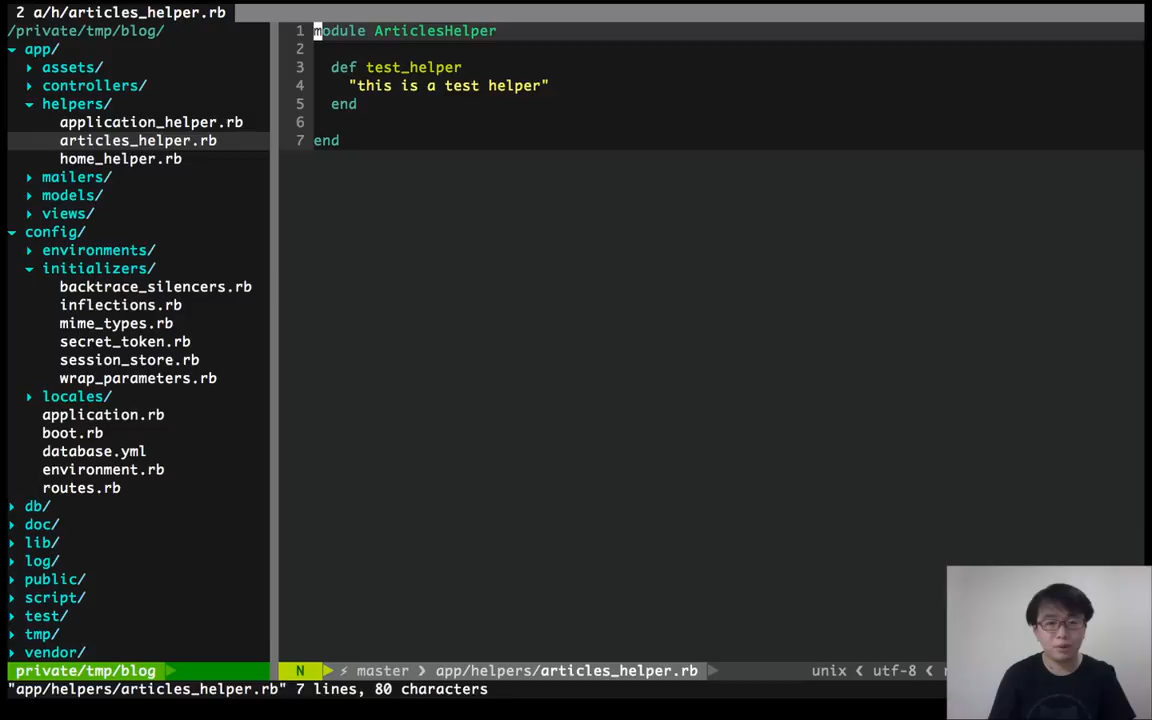 2 a/h/articles_helper.rb
/private/tmp/blog/
app/
assets/
controllers/
helpers/
application_helper.rb
articles_helper.rb
home_helper.rb
mailers/
models/
views/
config/
environments/
initializers/
backtrace_silencers.rb
inflections.rb
mime_types.rb
secret_token.rb
session_store.rb
wrap_parameters.rb
locales/
application.rb
boot.rb
database.yml
environment.rb
routes.rb
db/
doc/
lib/
log/
public/
script/
test/
tmp/
vendor/
1 module ArticlesHelper
2
3 def test_helper
4 "this is a test helper"
5 end
6
7 end
private/tmp/blog
N ⚡ master ❯ app/helpers/articles_helper.rb unix ❮ utf-8 ❮
"app/helpers/articles_helper.rb" 7 lines, 80 characters